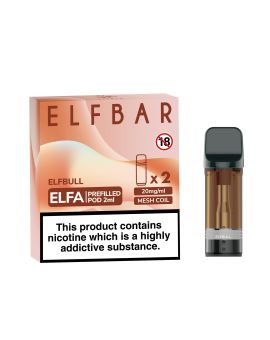 ELFBAR
18
ELFBULL
ELFA PREFILLED POD 2ml
x 2
20mg/ml
MESH COIL
This product contains
nicotine which is a highly
addictive substance.
ELFBULL